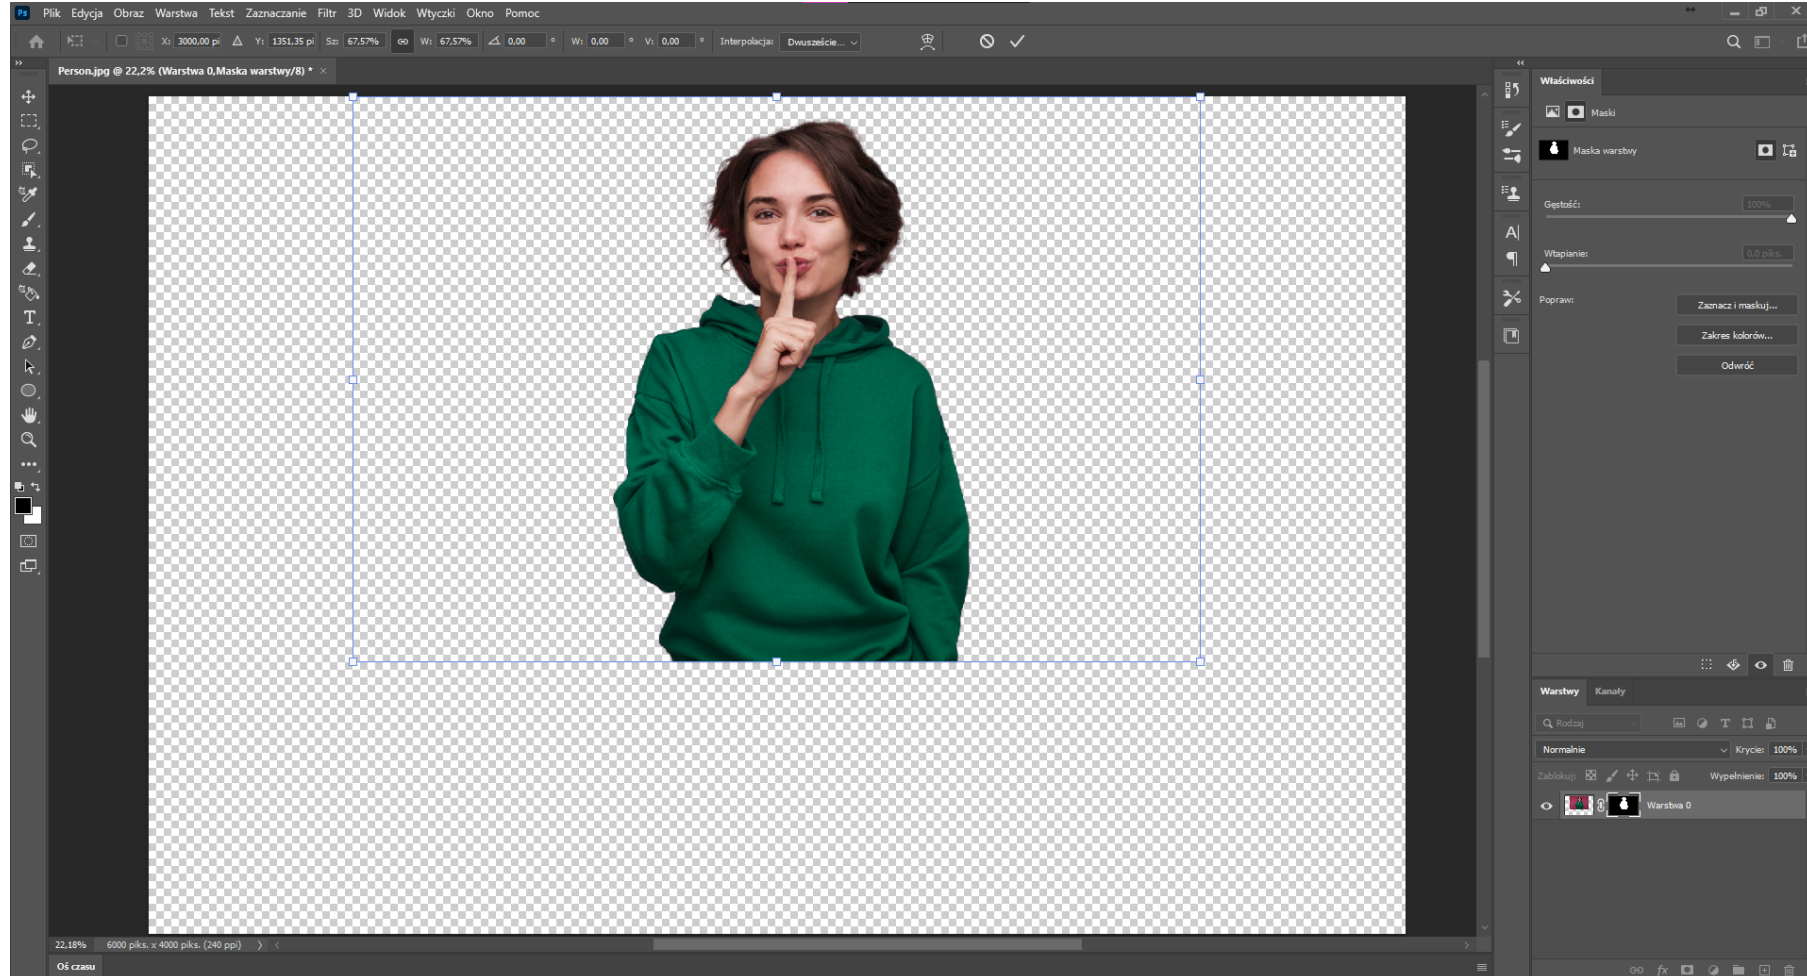 Ps Plik Edycja Obraz Warstwa Tekst Zaznaczanie Filtr 3D Widok Wtyczki Okno Pomoc
X: 3000,00 pi Y: 1351,35 pi Sz: 67,57% W: 67,57% 0,00 ° W: 0,00 ° V: 0,00 ° Interpolacja: Dwuszeście...
Person.jpg @ 22,2% (Warstwa 0,Maska warstwy/8) * ×
Właściwości
Maski
Maska warstwy
Gęstość: 100%
Wtapianie: 0,0 piks.
Popraw: Zaznacz i maskuj...
Zakres kolorów...
Odwróć
Warstwy Kanały
Rodzaj
Normalnie Krycie: 100%
Zablokuj: Wypełnienie: 100%
Warstwa 0
22,18% 6000 piks. x 4000 piks. (240 ppi)
Oś czasu
fx